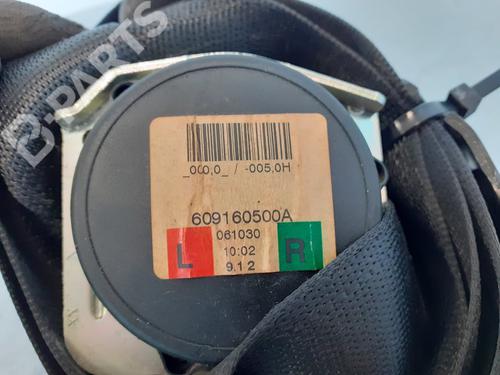 B-PARTS
_000,0_ / -005,0H
609160500A
061030
L R
10:02
9.1 2